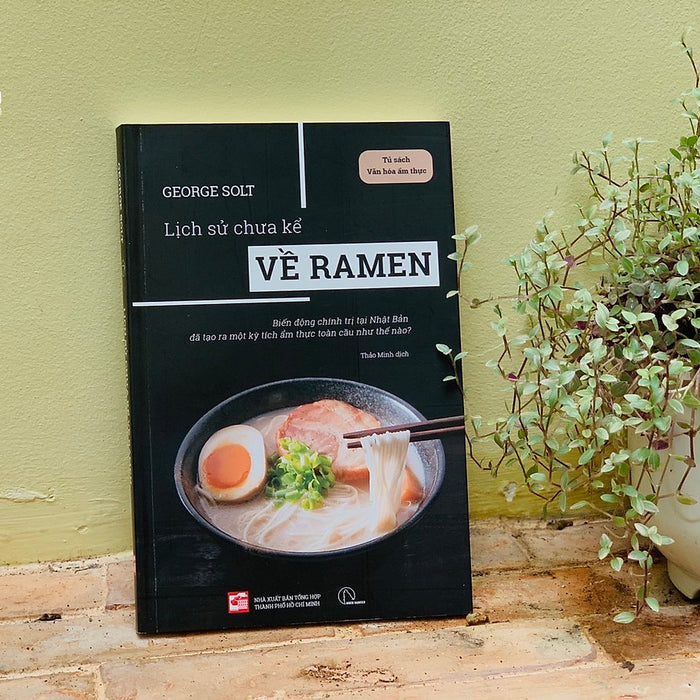 Tủ sách
Văn hóa ẩm thực
GEORGE SOLT
Lịch sử chưa kể
VỀ RAMEN
Biến động chính trị tại Nhật Bản
đã tạo ra một kỳ tích ẩm thực toàn cầu như thế nào?
Thảo Minh dịch
NHÀ XUẤT BẢN TỔNG HỢP
THÀNH PHỐ HỒ CHÍ MINH